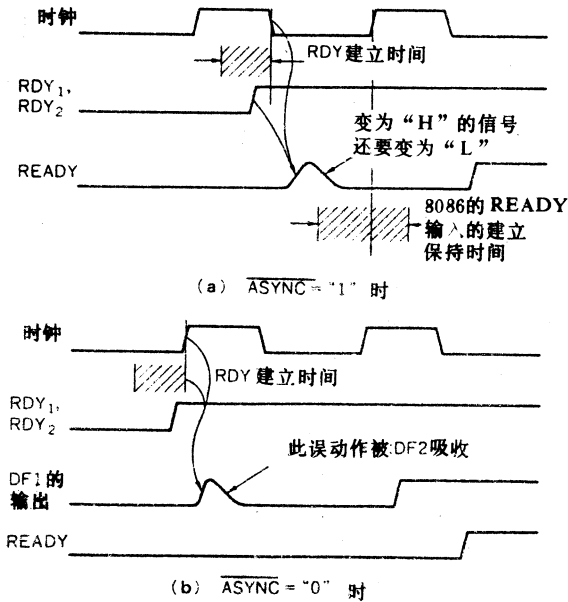 时钟
RDY建立时间
RDY₁,
RDY₂
变为“H”的信号
还要变为“L”
READY
8086的READY
输入的建立
保持时间
(a) A̅S̅Y̅N̅C̅="1" 时
时钟
RDY建立时间
RDY₁,
RDY₂
此误动作被DF2吸收
DF1的
输出
READY
(b) A̅S̅Y̅N̅C̅="0" 时